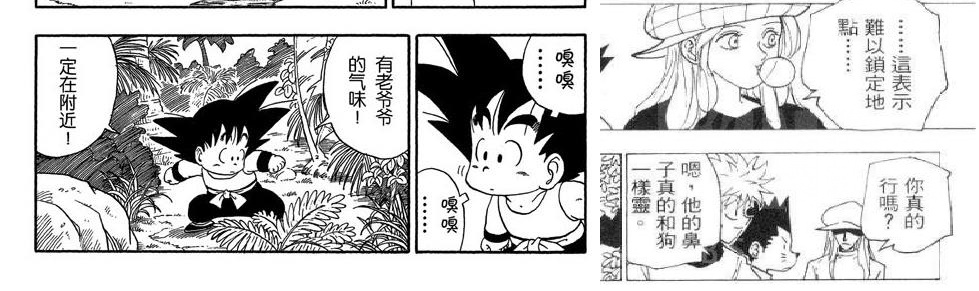 嗅嗅
……
嗅嗅
……
有老爷爷
的气味！
一定在附近！
……這表示
難以鎖定地
點……
你真的
行嗎？
嗯，他的鼻
子真的和狗
一樣靈。